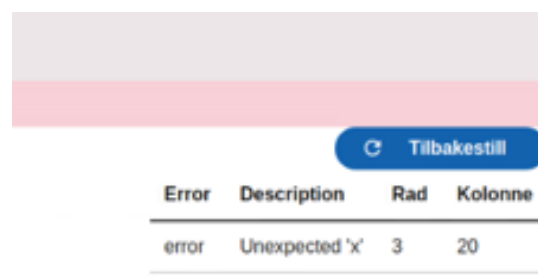 Tilbakestill
Error Description Rad Kolonne
error Unexpected 'x' 3 20